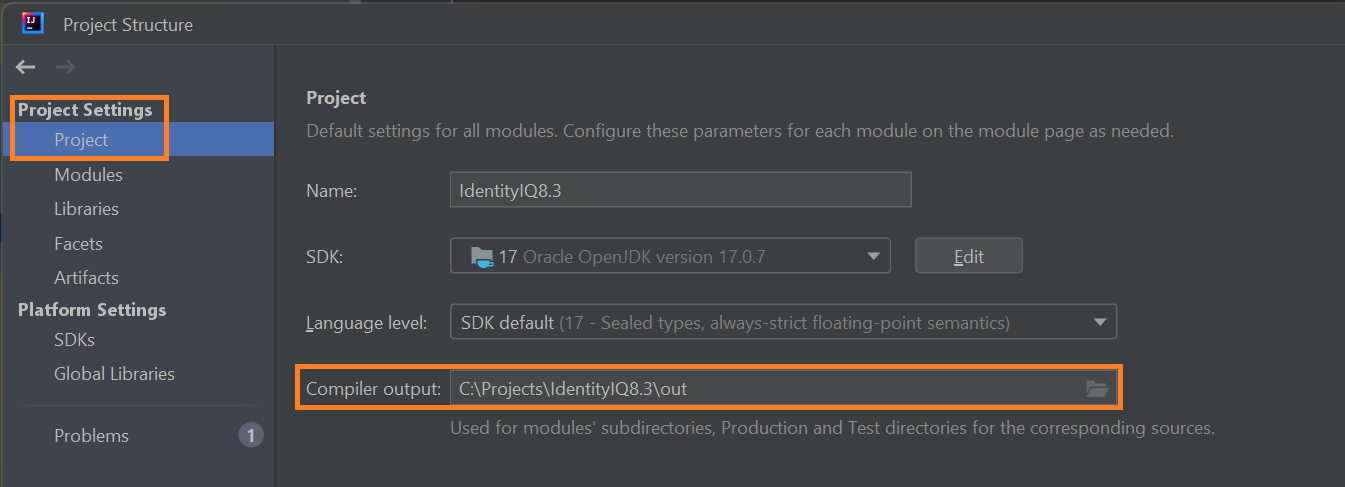 IJ
Project Structure
Project Settings
Project
Modules
Libraries
Facets
Artifacts
Platform Settings
SDKs
Global Libraries
Problems 1
Project
Default settings for all modules. Configure these parameters for each module on the module page as needed.
Name: IdentityIQ8.3
SDK: 17 Oracle OpenJDK version 17.0.7 Edit
Language level: SDK default (17 - Sealed types, always-strict floating-point semantics)
Compiler output: C:\Projects\IdentityIQ8.3\out
Used for modules' subdirectories, Production and Test directories for the corresponding sources.